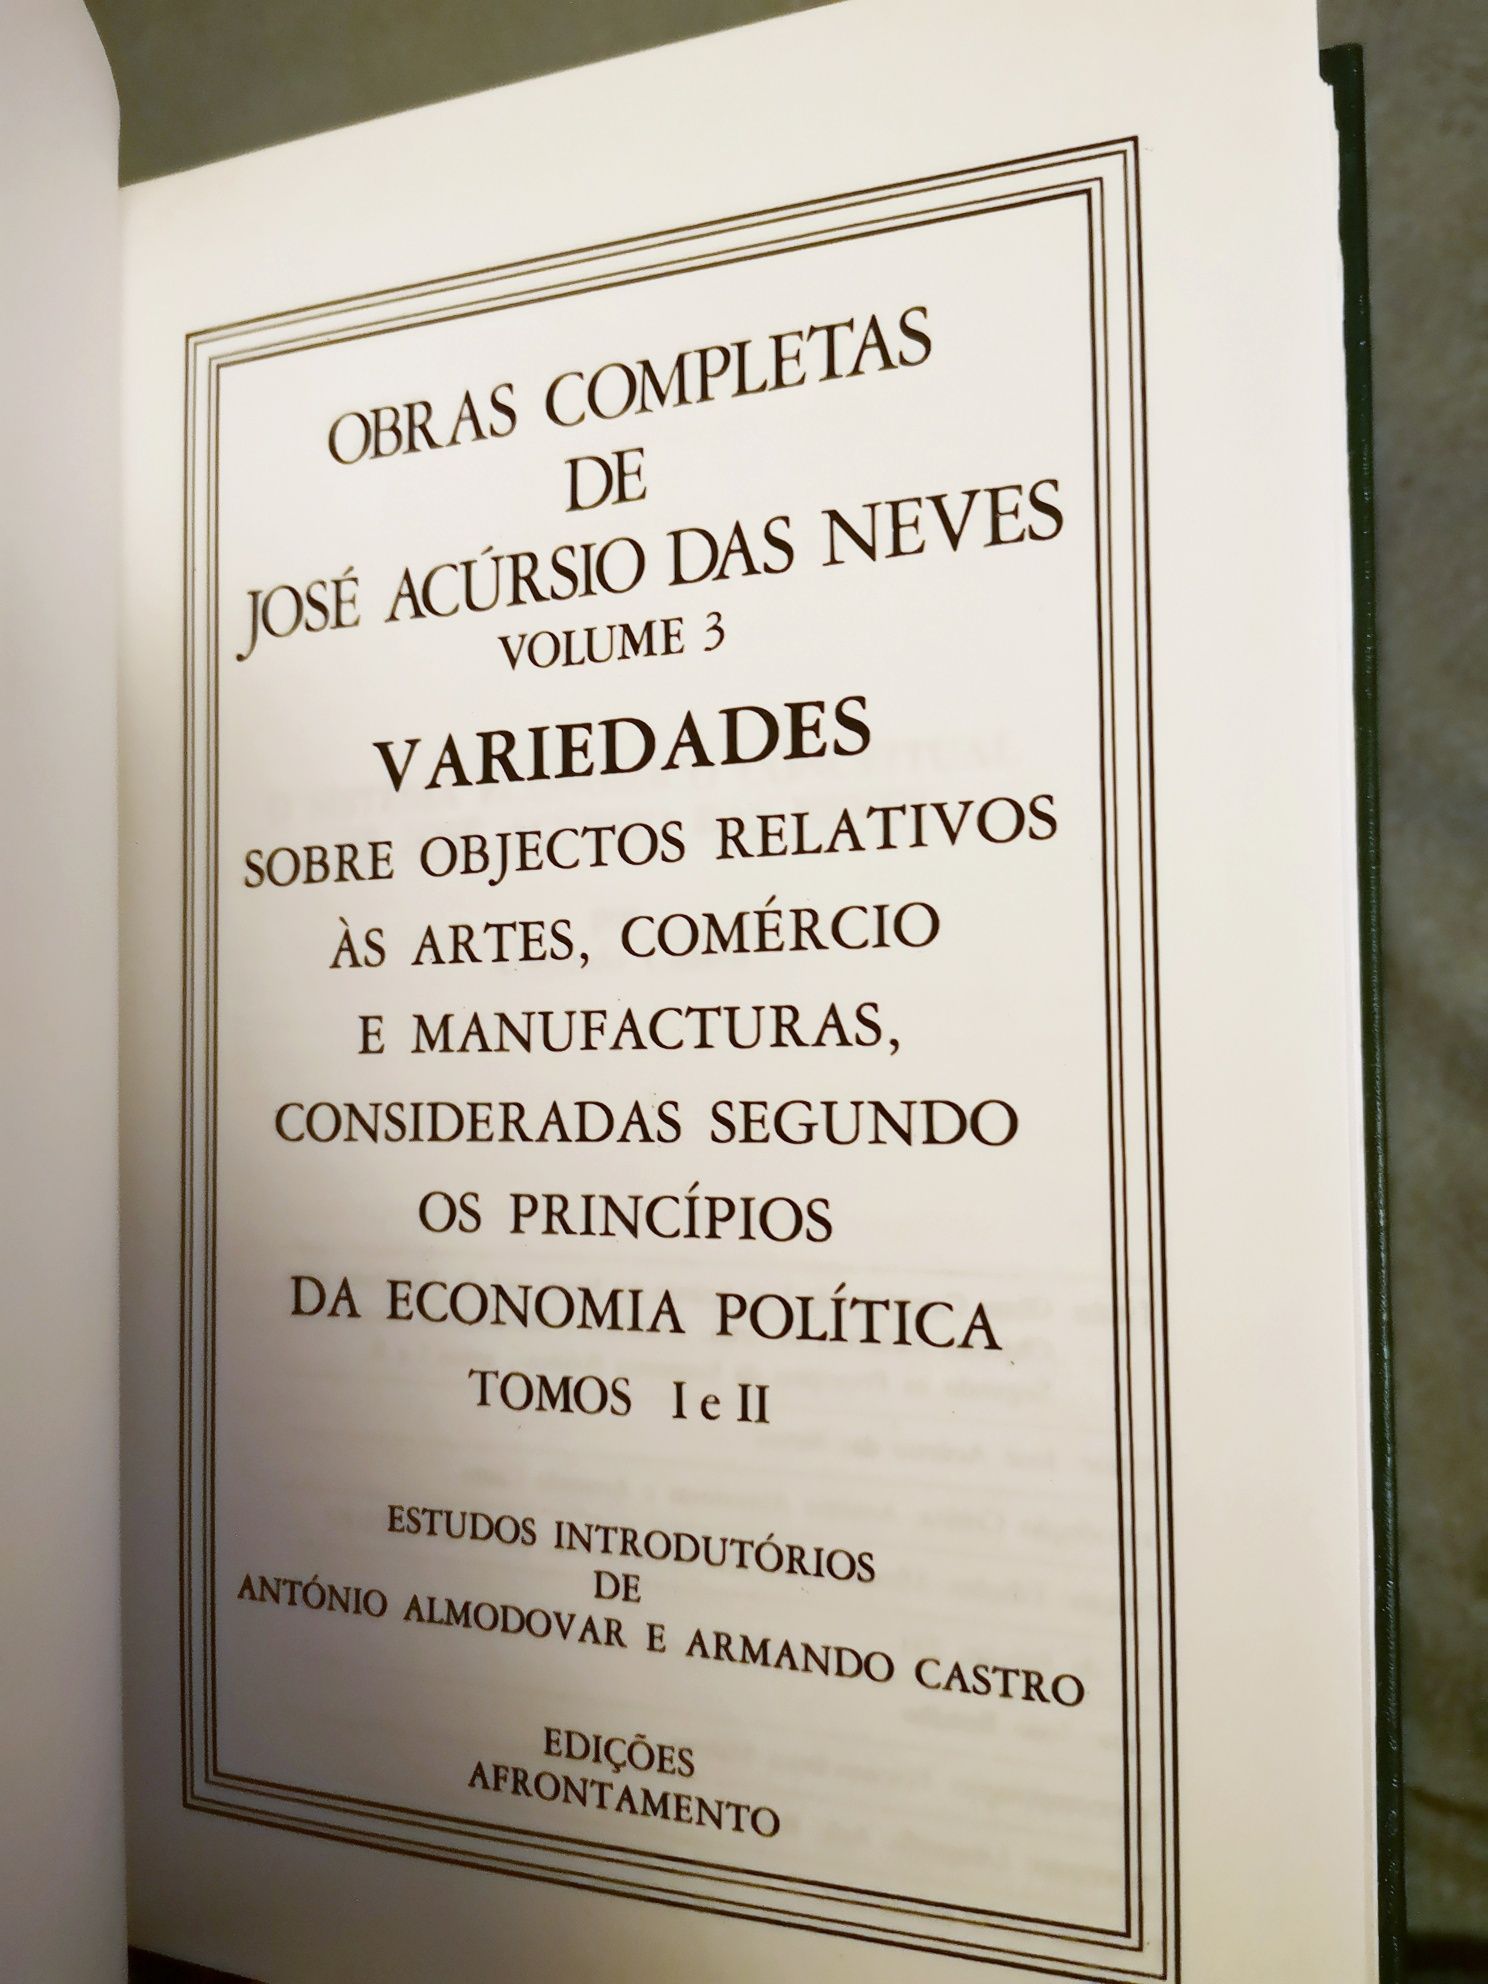 OBRAS COMPLETAS
DE
JOSÉ ACÚRSIO DAS NEVES
VOLUME 3
VARIEDADES
SOBRE OBJECTOS RELATIVOS
ÀS ARTES, COMÉRCIO
E MANUFACTURAS,
CONSIDERADAS SEGUNDO
OS PRINCÍPIOS
DA ECONOMIA POLÍTICA
TOMOS I e II
ESTUDOS INTRODUTÓRIOS
DE
ANTÓNIO ALMODOVAR E ARMANDO CASTRO
EDIÇÕES
AFRONTAMENTO